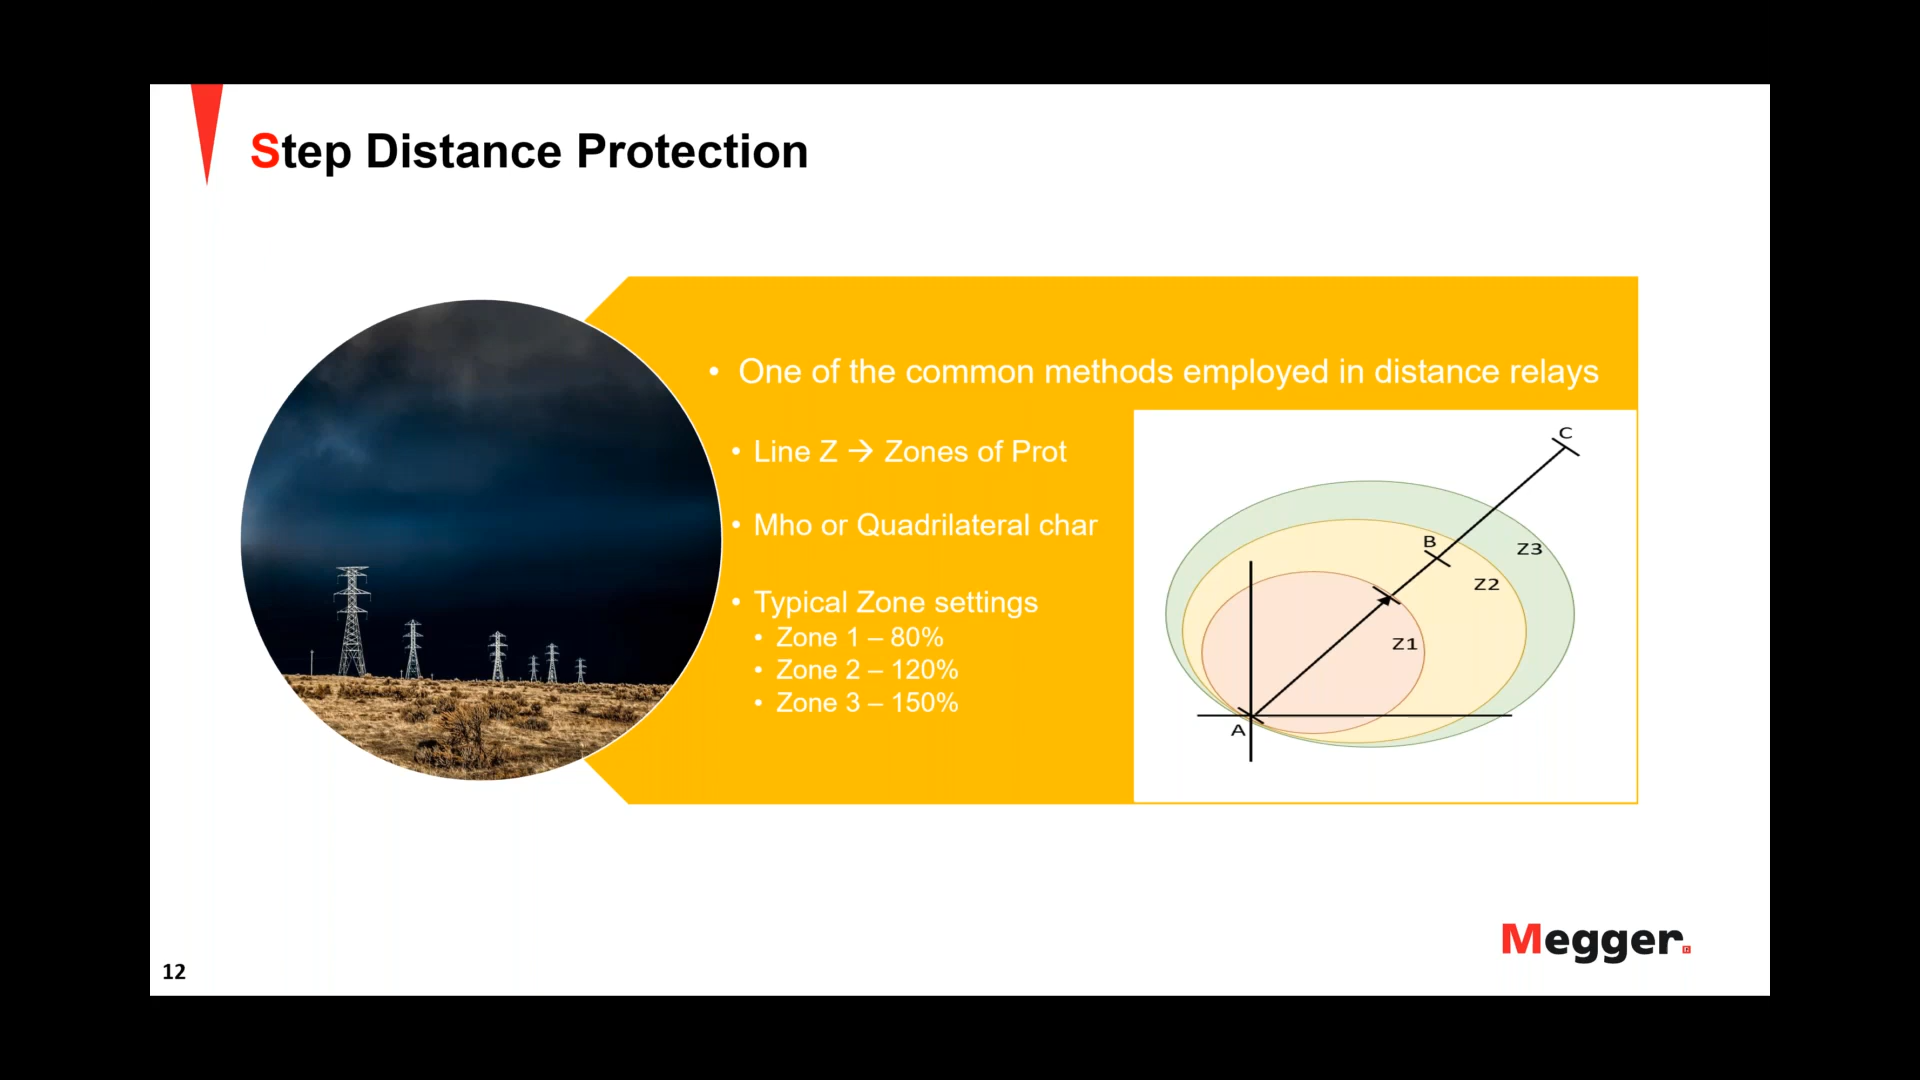 Step Distance Protection
• One of the common methods employed in distance relays
• Line Z → Zones of Prot
• Mho or Quadrilateral char
• Typical Zone settings
• Zone 1 – 80%
• Zone 2 – 120%
• Zone 3 – 150%
C
B
Z3
Z2
Z1
A
Megger.
12